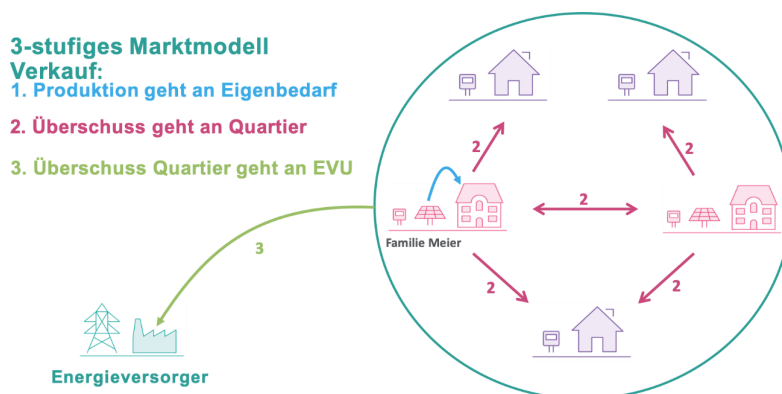 3-stufiges Marktmodell
Verkauf:
1. Produktion geht an Eigenbedarf
2. Überschuss geht an Quartier
3. Überschuss Quartier geht an EVU
2
2
2
Familie Meier
3
2
2
Energieversorger